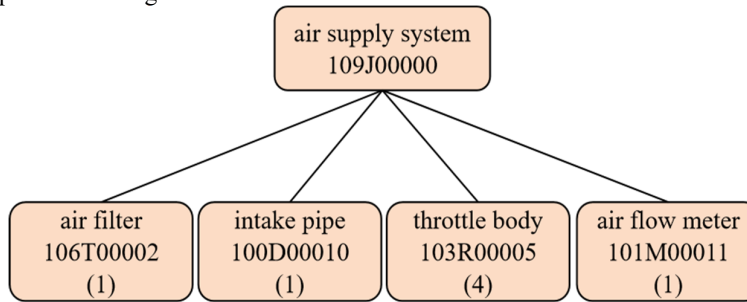 air supply system
109J00000
air filter
106T00002
(1)
intake pipe
100D00010
(1)
throttle body
103R00005
(4)
air flow meter
101M00011
(1)